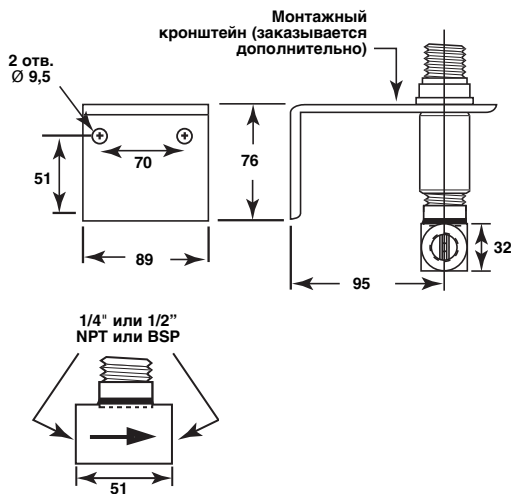 Монтажный
кронштейн (заказывается
дополнительно)
2 отв.
Ø 9,5
70
51
76
89
95
32
1/4" или 1/2”
NPT или BSP
51